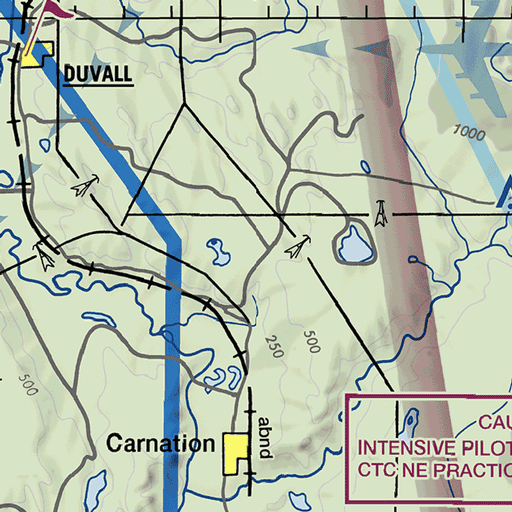 DUVALL
1000
250
500
500
abnd
Carnation
CAU
INTENSIVE PILOT
CTC NE PRACTIC